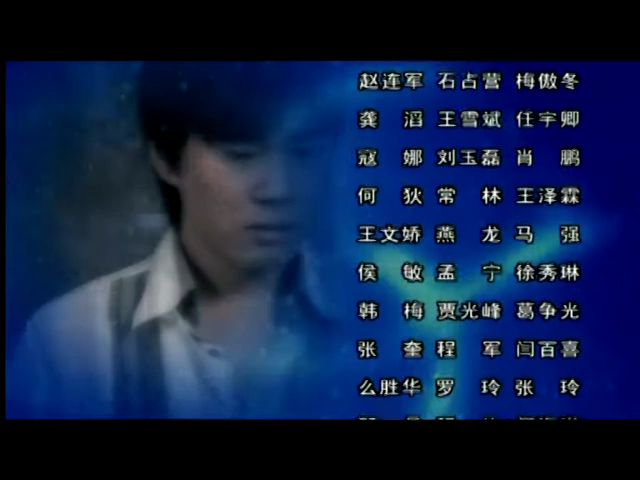 赵连军 石占营 梅傲冬
龚 滔 王雪斌 任宇卿
寇 娜 刘玉磊 肖 鹏
何 狄 常 林 王泽霖
王文娇 燕 龙 马 强
侯 敏 孟 宁 徐秀琳
韩 梅 贾光峰 葛争光
张 奎 程 军 闫百喜
么胜华 罗 玲 张 玲